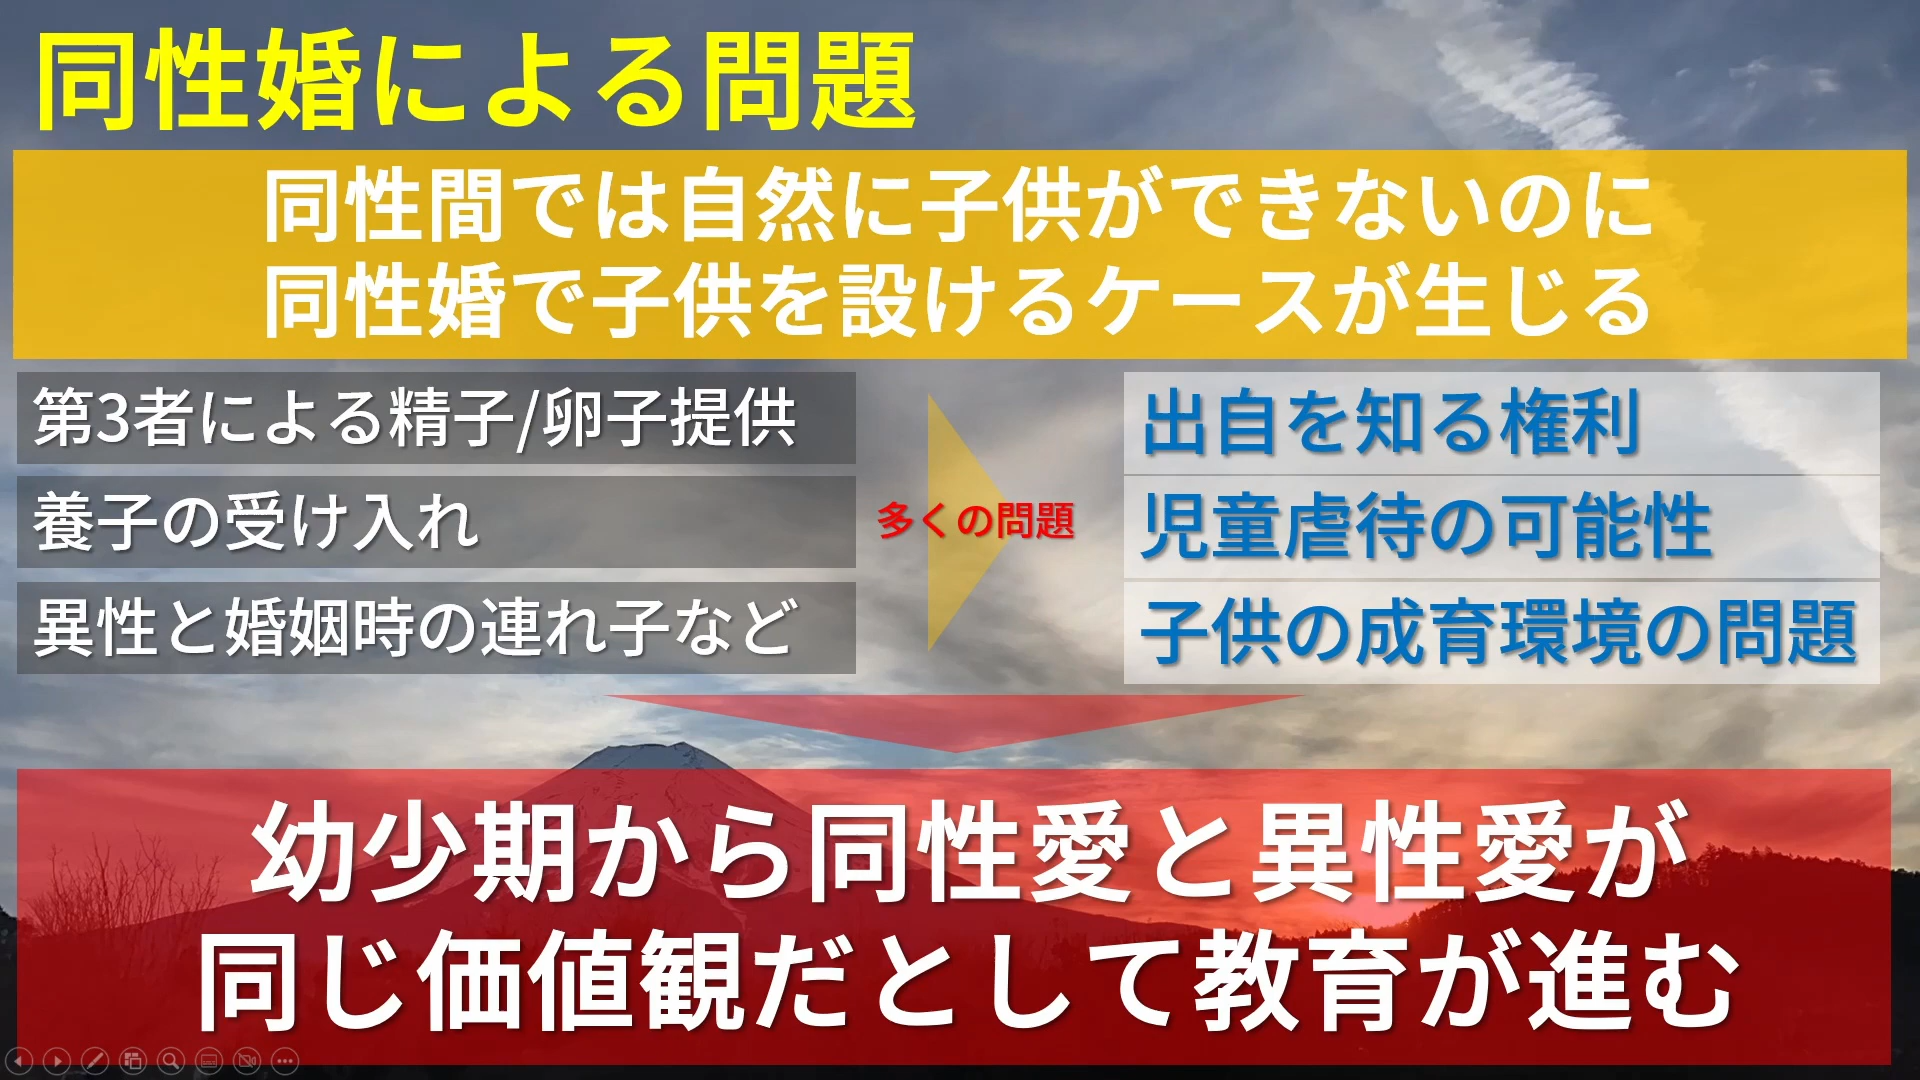 同性婚による問題
同性間では自然に子供ができないのに
同性婚で子供を設けるケースが生じる
第3者による精子/卵子提供
養子の受け入れ
異性と婚姻時の連れ子など
多くの問題
出自を知る権利
児童虐待の可能性
子供の成育環境の問題
幼少期から同性愛と異性愛が
同じ価値観だとして教育が進む